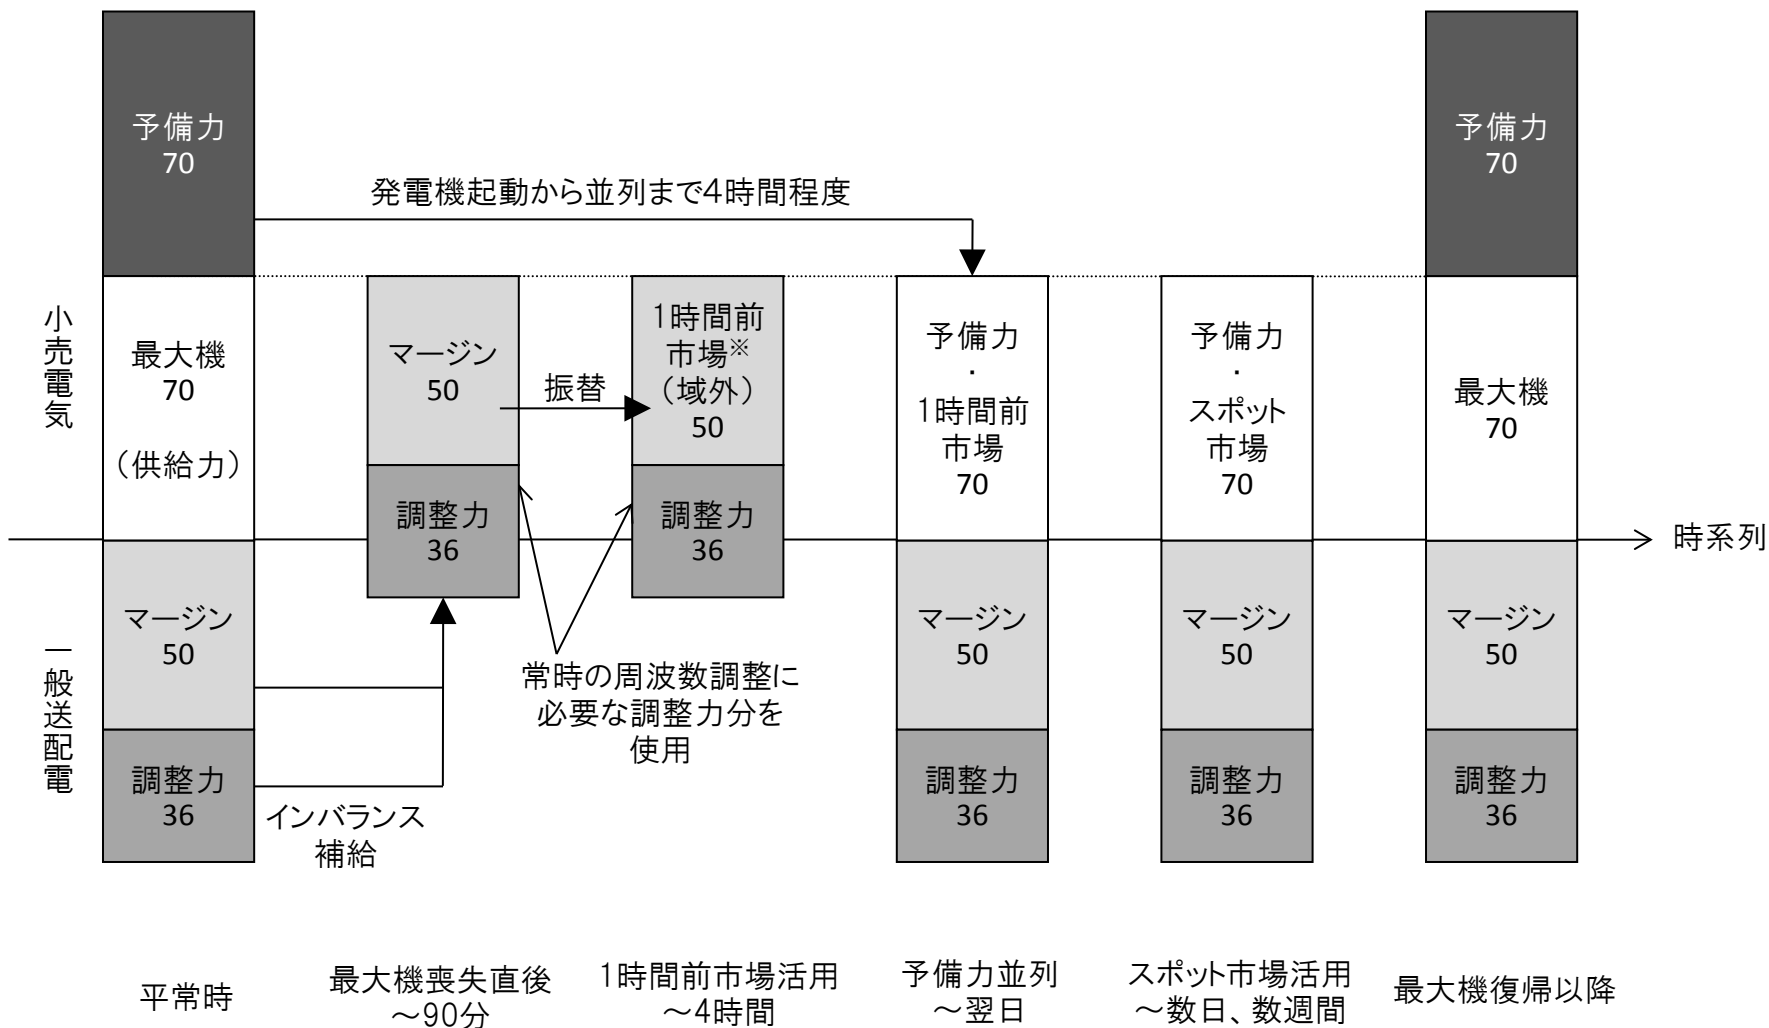 予備力
70
最大機
70
(供給力)
マージン
50
調整力
36
小売電気
一般送配電
発電機起動から並列まで4時間程度
インバランス
補給
マージン
50
調整力
36
振替
1時間前
市場※
(域外)
50
調整力
36
常時の周波数調整に
必要な調整力分を
使用
予備力
・
1時間前
市場
70
マージン
50
調整力
36
予備力
・
スポット
市場
70
マージン
50
調整力
36
予備力
70
最大機
70
マージン
50
調整力
36
時系列
平常時
最大機喪失直後
～90分
1時間前市場活用
～4時間
予備力並列
～翌日
スポット市場活用
～数日、数週間
最大機復帰以降